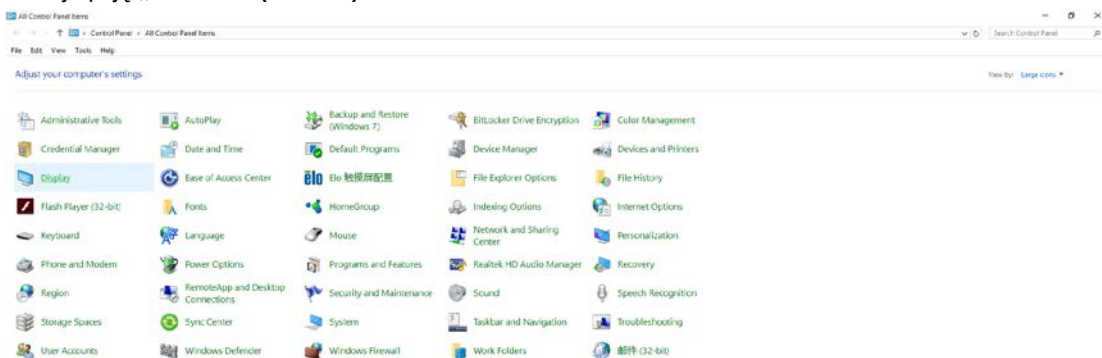 All Control Panel Items
Control Panel › All Control Panel Items
Search Control Panel
File Edit View Tools Help
Adjust your computer's settings
View by: Large icons
Administrative Tools
AutoPlay
Backup and Restore
(Windows 7)
BitLocker Drive Encryption
Color Management
Credential Manager
Date and Time
Default Programs
Device Manager
Devices and Printers
Display
Ease of Access Center
elo Elo 触摸屏配置
File Explorer Options
File History
Flash Player (32-bit)
Fonts
HomeGroup
Indexing Options
Internet Options
Keyboard
Language
Mouse
Network and Sharing
Center
Personalization
Phone and Modem
Power Options
Programs and Features
Realtek HD Audio Manager
Recovery
Region
RemoteApp and Desktop
Connections
Security and Maintenance
Sound
Speech Recognition
Storage Spaces
Sync Center
System
Taskbar and Navigation
Troubleshooting
User Accounts
Windows Defender
Windows Firewall
Work Folders
邮件 (32-bit)